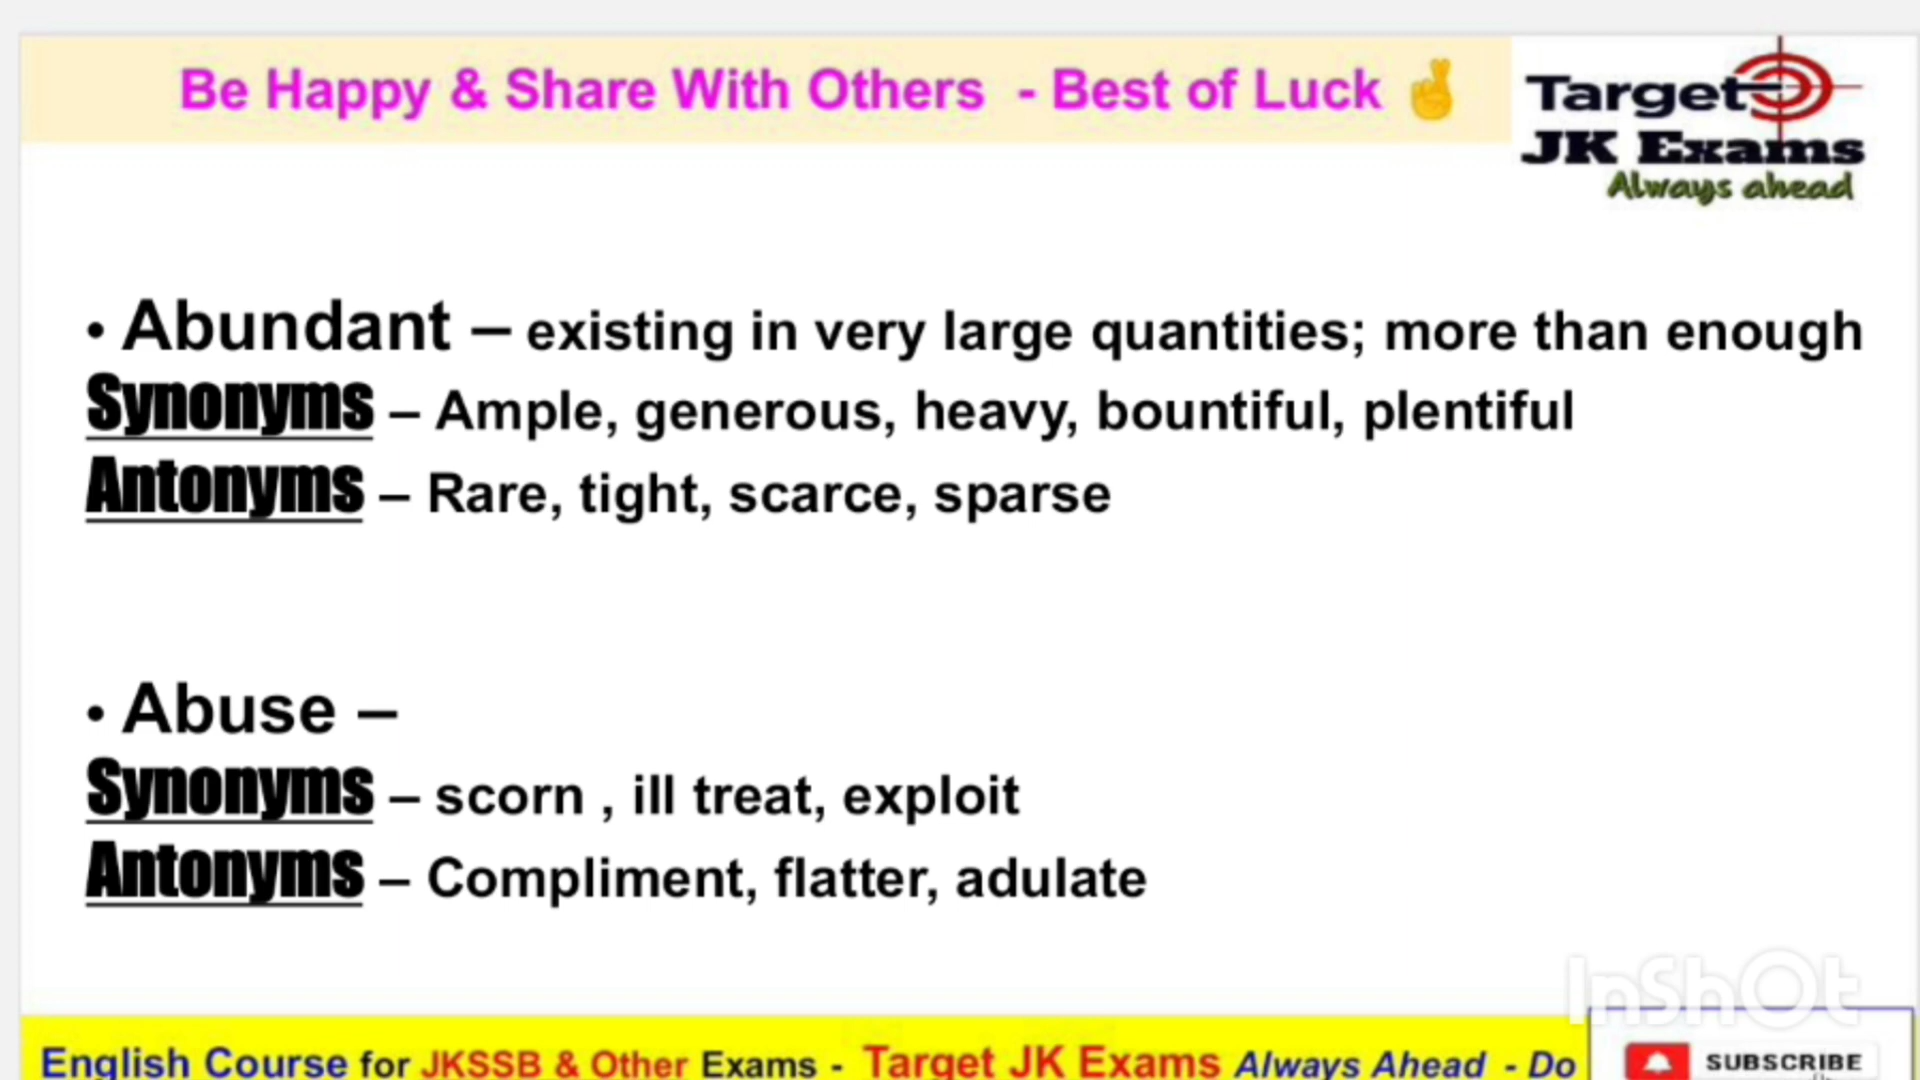 Be Happy & Share With Others - Best of Luck 🤞
Target
JK Exams
Always ahead
• Abundant – existing in very large quantities; more than enough
Synonyms – Ample, generous, heavy, bountiful, plentiful
Antonyms – Rare, tight, scarce, sparse
• Abuse –
Synonyms – scorn , ill treat, exploit
Antonyms – Compliment, flatter, adulate
InShOt
English Course for JKSSB & Other Exams - Target JK Exams Always Ahead - Do
SUBSCRIBE